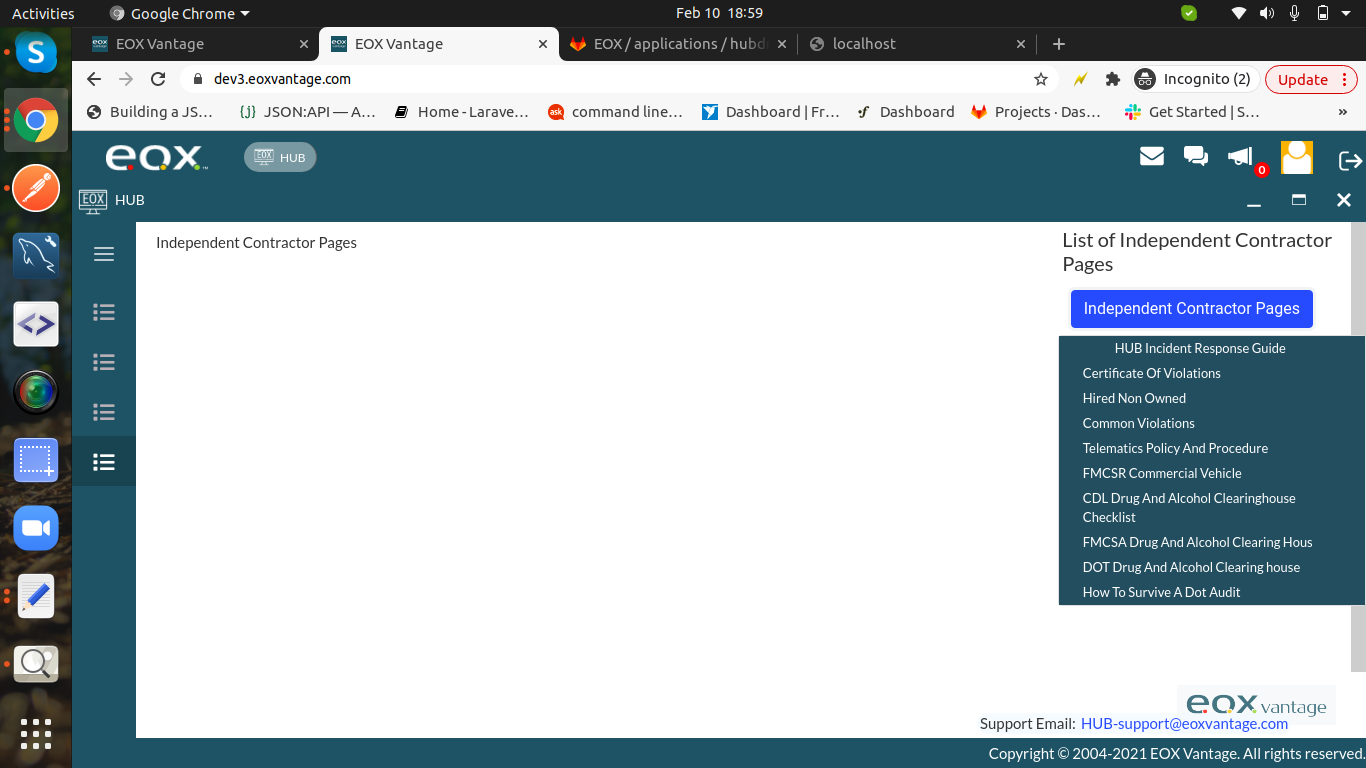 Activities
Google Chrome
Feb 10 18:59
EOX Vantage
EOX Vantage
EOX / applications / hubd
localhost
dev3.eoxvantage.com
Incognito (2)
Update
Building a JS…
{;} JSON:API — A…
Home - Larave…
ask command line…
Dashboard | Fr…
Dashboard
Projects · Das…
Get Started | S…
»
eox™
EOX HUB
0
EOX HUB
Independent Contractor Pages
List of Independent Contractor
Pages
Independent Contractor Pages
HUB Incident Response Guide
Certificate Of Violations
Hired Non Owned
Common Violations
Telematics Policy And Procedure
FMCSR Commercial Vehicle
CDL Drug And Alcohol Clearinghouse
Checklist
FMCSA Drug And Alcohol Clearing Hous
DOT Drug And Alcohol Clearing house
How To Survive A Dot Audit
eox vantage
Support Email: HUB-support@eoxvantage.com
Copyright © 2004-2021 EOX Vantage. All rights reserved.